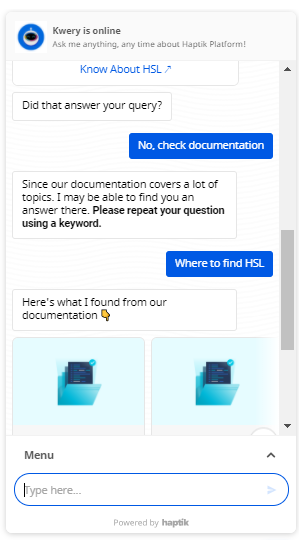 Kwery is online
Ask me anything, any time about Haptik Platform!
Know About HSL ↗
Did that answer your query?
No, check documentation
Since our documentation covers a lot of
topics. I may be able to find you an
answer there. Please repeat your question
using a keyword.
Where to find HSL
Here's what I found from our
documentation 👇
Menu
Type here...
Powered by haptik